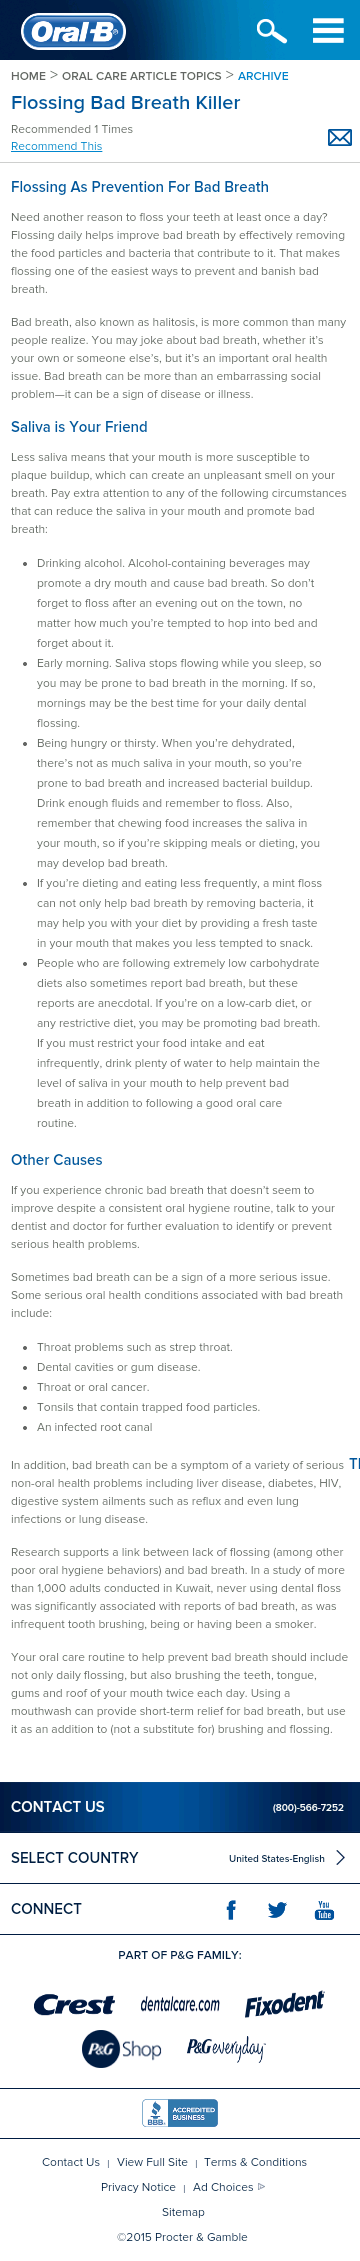 Oral-B
HOME > ORAL CARE ARTICLE TOPICS > ARCHIVE
Flossing Bad Breath Killer
Recommended 1 Times
Recommend This
Flossing As Prevention For Bad Breath
Need another reason to floss your teeth at least once a day?
Flossing daily helps improve bad breath by effectively removing
the food particles and bacteria that contribute to it. That makes
flossing one of the easiest ways to prevent and banish bad
breath.
Bad breath, also known as halitosis, is more common than many
people realize. You may joke about bad breath, whether it's
your own or someone else's, but it's an important oral health
issue. Bad breath can be more than an embarrassing social
problem—it can be a sign of disease or illness.
Saliva is Your Friend
Less saliva means that your mouth is more susceptible to
plaque buildup, which can create an unpleasant smell on your
breath. Pay extra attention to any of the following circumstances
that can reduce the saliva in your mouth and promote bad
breath:
• Drinking alcohol. Alcohol-containing beverages may
promote a dry mouth and cause bad breath. So don't
forget to floss after an evening out on the town, no
matter how much you're tempted to hop into bed and
forget about it.
• Early morning. Saliva stops flowing while you sleep, so
you may be prone to bad breath in the morning. If so,
mornings may be the best time for your daily dental
flossing.
• Being hungry or thirsty. When you're dehydrated,
there's not as much saliva in your mouth, so you're
prone to bad breath and increased bacterial buildup.
Drink enough fluids and remember to floss. Also,
remember that chewing food increases the saliva in
your mouth, so if you're skipping meals or dieting, you
may develop bad breath.
• If you're dieting and eating less frequently, a mint floss
can not only help bad breath by removing bacteria, it
may help you with your diet by providing a fresh taste
in your mouth that makes you less tempted to snack.
• People who are following extremely low carbohydrate
diets also sometimes report bad breath, but these
reports are anecdotal. If you're on a low-carb diet, or
any restrictive diet, you may be promoting bad breath.
If you must restrict your food intake and eat
infrequently, drink plenty of water to help maintain the
level of saliva in your mouth to help prevent bad
breath in addition to following a good oral care
routine.
Other Causes
If you experience chronic bad breath that doesn't seem to
improve despite a consistent oral hygiene routine, talk to your
dentist and doctor for further evaluation to identify or prevent
serious health problems.
Sometimes bad breath can be a sign of a more serious issue.
Some serious oral health conditions associated with bad breath
include:
• Throat problems such as strep throat.
• Dental cavities or gum disease.
• Throat or oral cancer.
• Tonsils that contain trapped food particles.
• An infected root canal
In addition, bad breath can be a symptom of a variety of serious
non-oral health problems including liver disease, diabetes, HIV,
digestive system ailments such as reflux and even lung
infections or lung disease.
Research supports a link between lack of flossing (among other
poor oral hygiene behaviors) and bad breath. In a study of more
than 1,000 adults conducted in Kuwait, never using dental floss
was significantly associated with reports of bad breath, as was
infrequent tooth brushing, being or having been a smoker.
Your oral care routine to help prevent bad breath should include
not only daily flossing, but also brushing the teeth, tongue,
gums and roof of your mouth twice each day. Using a
mouthwash can provide short-term relief for bad breath, but use
it as an addition to (not a substitute for) brushing and flossing.
CONTACT US (800)-566-7252
SELECT COUNTRY United States-English
CONNECT You Tube
PART OF P&G FAMILY:
Crest dentalcare.com Fixodent
P&G Shop P&G everyday
BBB. ACCREDITED BUSINESS
Contact Us | View Full Site | Terms & Conditions
Privacy Notice | Ad Choices
Sitemap
©2015 Procter & Gamble